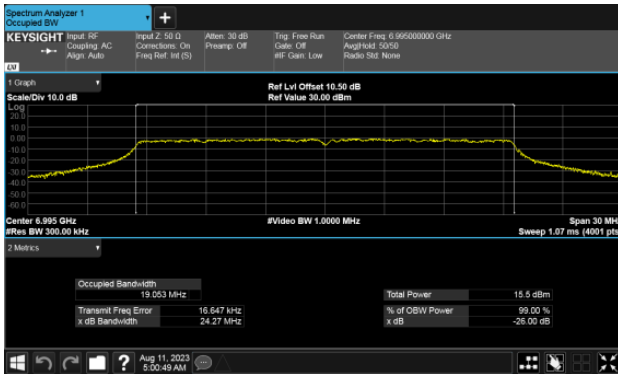 Spectrum Analyzer 1
Occupied BW
KEYSIGHT
Input: RF
Coupling: AC
Align: Auto
Input Z: 50 Ω
Corrections: On
Freq Ref: Int (S)
Atten: 30 dB
Preamp: Off
Trig: Free Run
Gate: Off
#IF Gain: Low
Center Freq: 6.995000000 GHz
Avg|Hold: 50/50
Radio Std: None
LXI
1 Graph
Scale/Div 10.0 dB
Ref Lvl Offset 10.50 dB
Ref Value 30.00 dBm
Log
20.0
10.0
0.00
-10.0
-20.0
-30.0
-40.0
-50.0
-60.0
Center 6.995 GHz
#Res BW 300.00 kHz
#Video BW 1.0000 MHz
Span 30 MH
Sweep 1.07 ms (4001 pts
2 Metrics
Occupied Bandwidth
19.053 MHz
Total Power 15.5 dBm
Transmit Freq Error 16.647 kHz
% of OBW Power 99.00 %
x dB Bandwidth 24.27 MHz
x dB -26.00 dB
?
Aug 11, 2023
5:00:49 AM